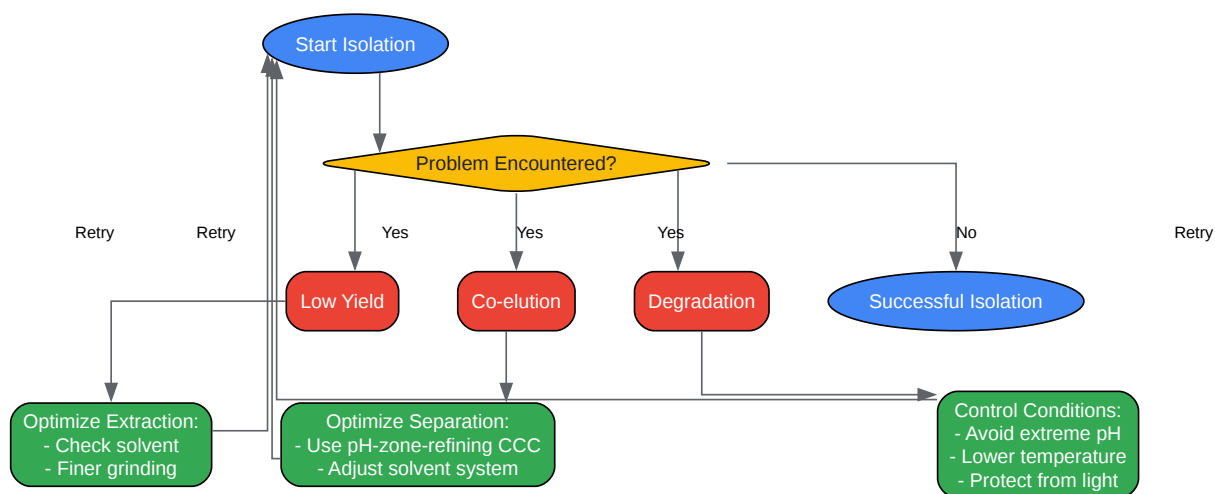 Start Isolation
Problem Encountered?
Retry
Retry
Yes
Yes
Yes
No
Retry
Low Yield
Co-elution
Degradation
Successful Isolation
Optimize Extraction:
- Check solvent
- Finer grinding
Optimize Separation:
- Use pH-zone-refining CCC
- Adjust solvent system
Control Conditions:
- Avoid extreme pH
- Lower temperature
- Protect from light